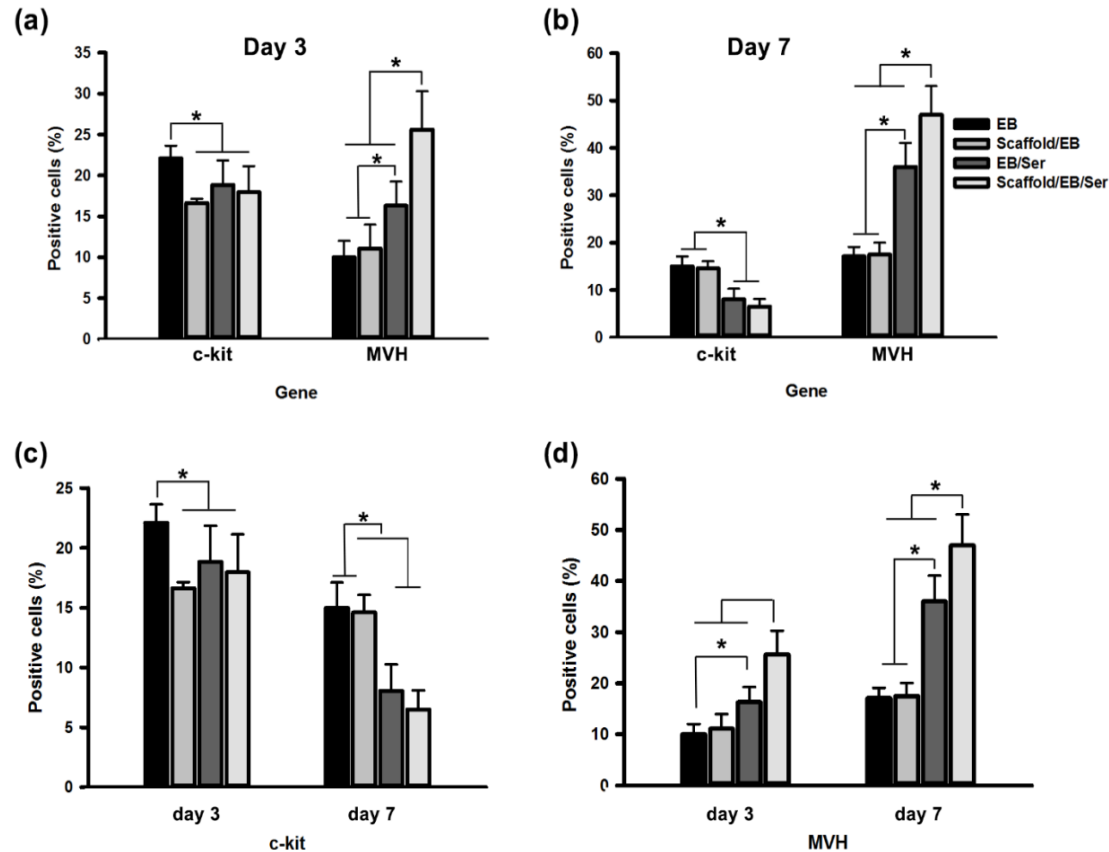 (a)
Day 3
35
30
25
20
15
10
5
0
Positive cells (%)
*
*
*
c-kit
MVH
Gene
(b)
Day 7
60
50
40
30
20
10
0
Positive cells (%)
*
*
*
c-kit
MVH
Gene
EB
Scaffold/EB
EB/Ser
Scaffold/EB/Ser
(c)
25
20
15
10
5
0
Positive cells (%)
*
*
day 3
day 7
c-kit
(d)
60
50
40
30
20
10
0
Positive cells (%)
*
*
*
day 3
day 7
MVH